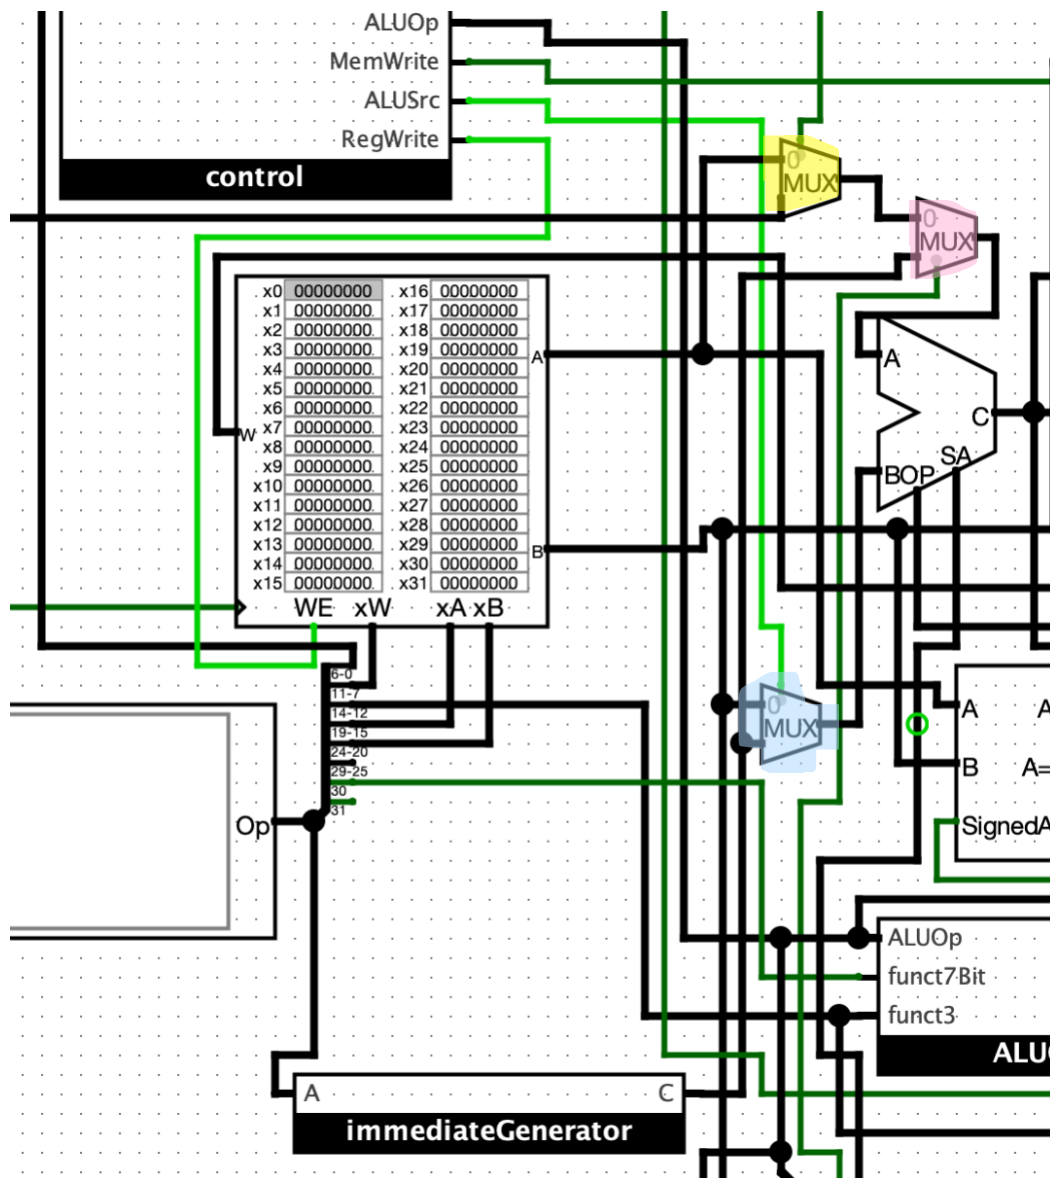 ALUOp
MemWrite
ALUSrc
RegWrite
control
0
MUX
0
MUX
x0 00000000 x16 00000000
x1 00000000 x17 00000000
x2 00000000 x18 00000000
x3 00000000 x19 00000000
x4 00000000 x20 00000000
x5 00000000 x21 00000000
x6 00000000 x22 00000000
x7 00000000 x23 00000000
x8 00000000 x24 00000000
x9 00000000 x25 00000000
x10 00000000 x26 00000000
x11 00000000 x27 00000000
x12 00000000 x28 00000000
x13 00000000 x29 00000000
x14 00000000 x30 00000000
x15 00000000 x31 00000000
A
W
B
WE xW xA xB
A
C
SA
BOP
6-0
11-7
14-12
19-15
24-20
29-25
30
31
Op
0
MUX
A A
B A=
SignedA
ALUOp
funct7Bit
funct3
ALU
A C
immediateGenerator